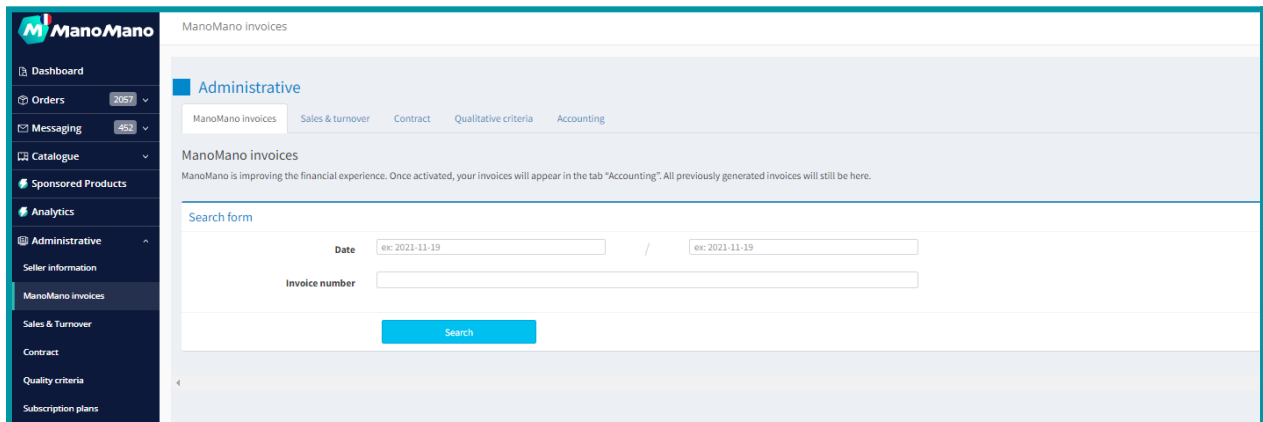 ManoMano
ManoMano invoices
Dashboard
Orders 2057
Messaging 452
Catalogue
Sponsored Products
Analytics
Administrative
Seller information
ManoMano invoices
Sales & Turnover
Contract
Quality criteria
Subscription plans
Administrative
ManoMano invoices Sales & turnover Contract Qualitative criteria Accounting
ManoMano invoices
ManoMano is improving the financial experience. Once activated, your invoices will appear in the tab “Accounting”. All previously generated invoices will still be here.
Search form
Date ex: 2021-11-19 / ex: 2021-11-19
Invoice number
Search